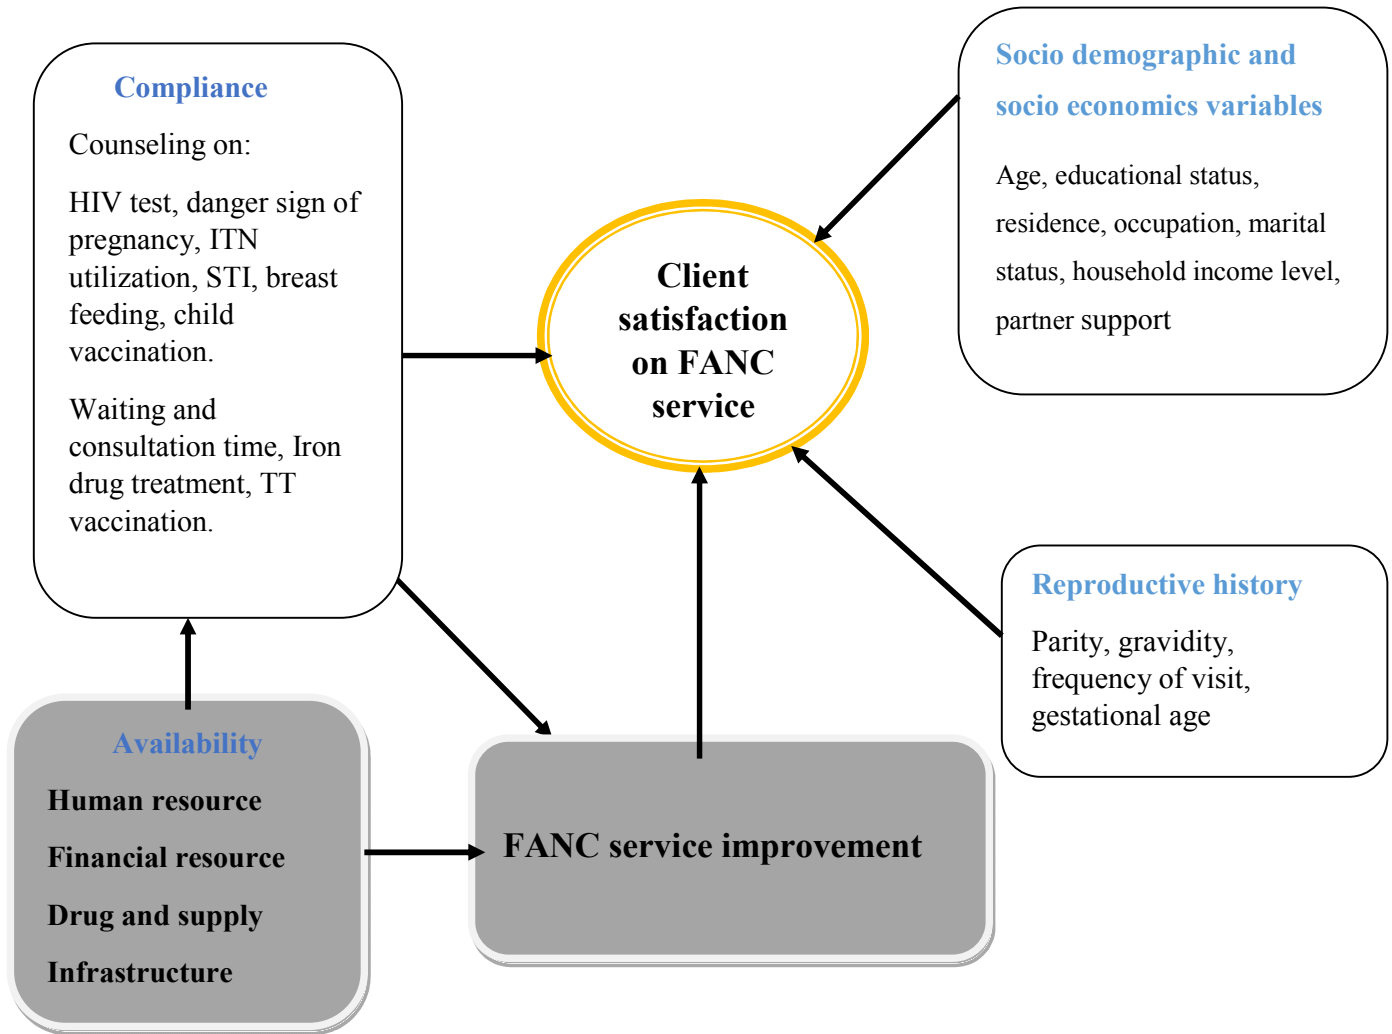 Compliance
Counseling on:
HIV test, danger sign of
pregnancy, ITN
utilization, STI, breast
feeding, child
vaccination.
Waiting and
consultation time, Iron
drug treatment, TT
vaccination.
Client
satisfaction
on FANC
service
Socio demographic and
socio economics variables
Age, educational status,
residence, occupation, marital
status, household income level,
partner support
Reproductive history
Parity, gravidity,
frequency of visit,
gestational age
Availability
Human resource
Financial resource
Drug and supply
Infrastructure
FANC service improvement